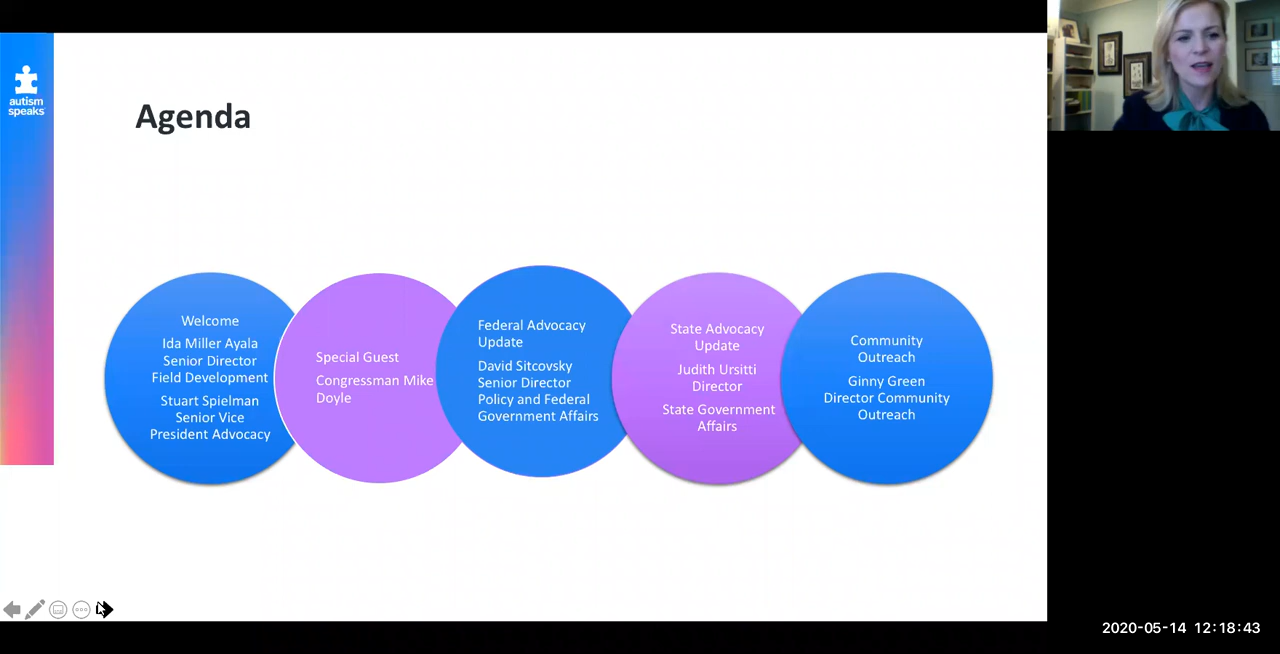 autism
speaks
Agenda
Welcome
Ida Miller Ayala
Senior Director
Field Development
Stuart Spielman
Senior Vice
President Advocacy
Special Guest
Congressman Mike
Doyle
Federal Advocacy
Update
David Sitcovsky
Senior Director
Policy and Federal
Government Affairs
State Advocacy
Update
Judith Ursitti
Director
State Government
Affairs
Community
Outreach
Ginny Green
Director Community
Outreach
2020-05-14 12:18:43